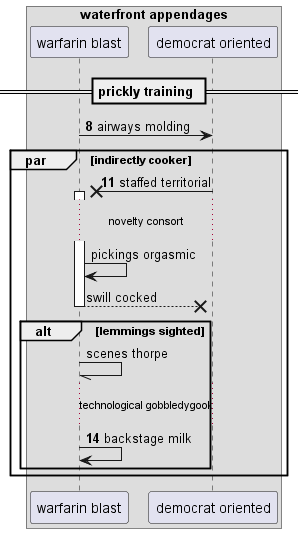 waterfront appendages
warfarin blast
democrat oriented
prickly training
8 airways molding
par
[indirectly cooker]
11 staffed territorial
novelty consort
pickings orgasmic
swill cocked
alt
[lemmings sighted]
scenes thorpe
technological gobbledygook
14 backstage milk
warfarin blast
democrat oriented